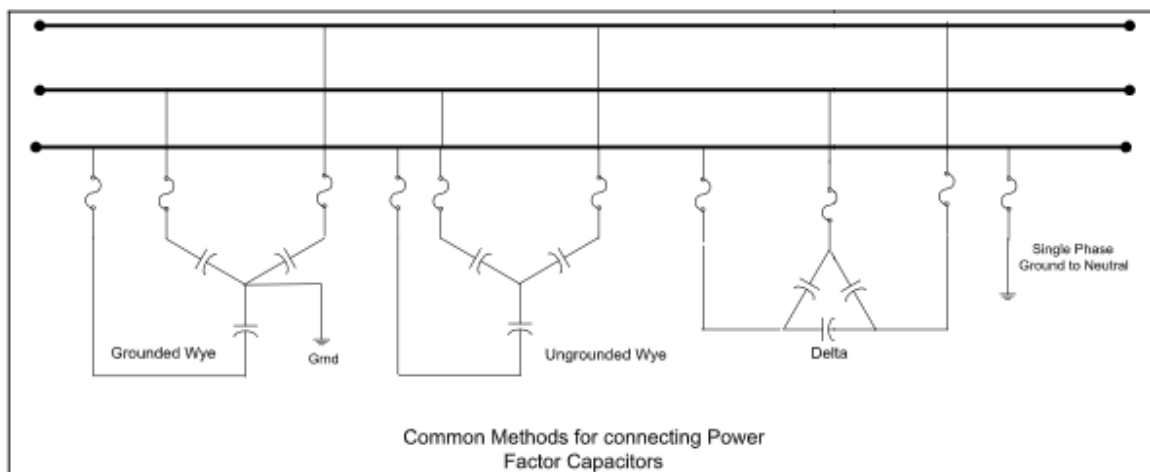 Single Phase
Ground to Neutral
Grounded Wye
Grnd
Ungrounded Wye
Delta
Common Methods for connecting Power
Factor Capacitors